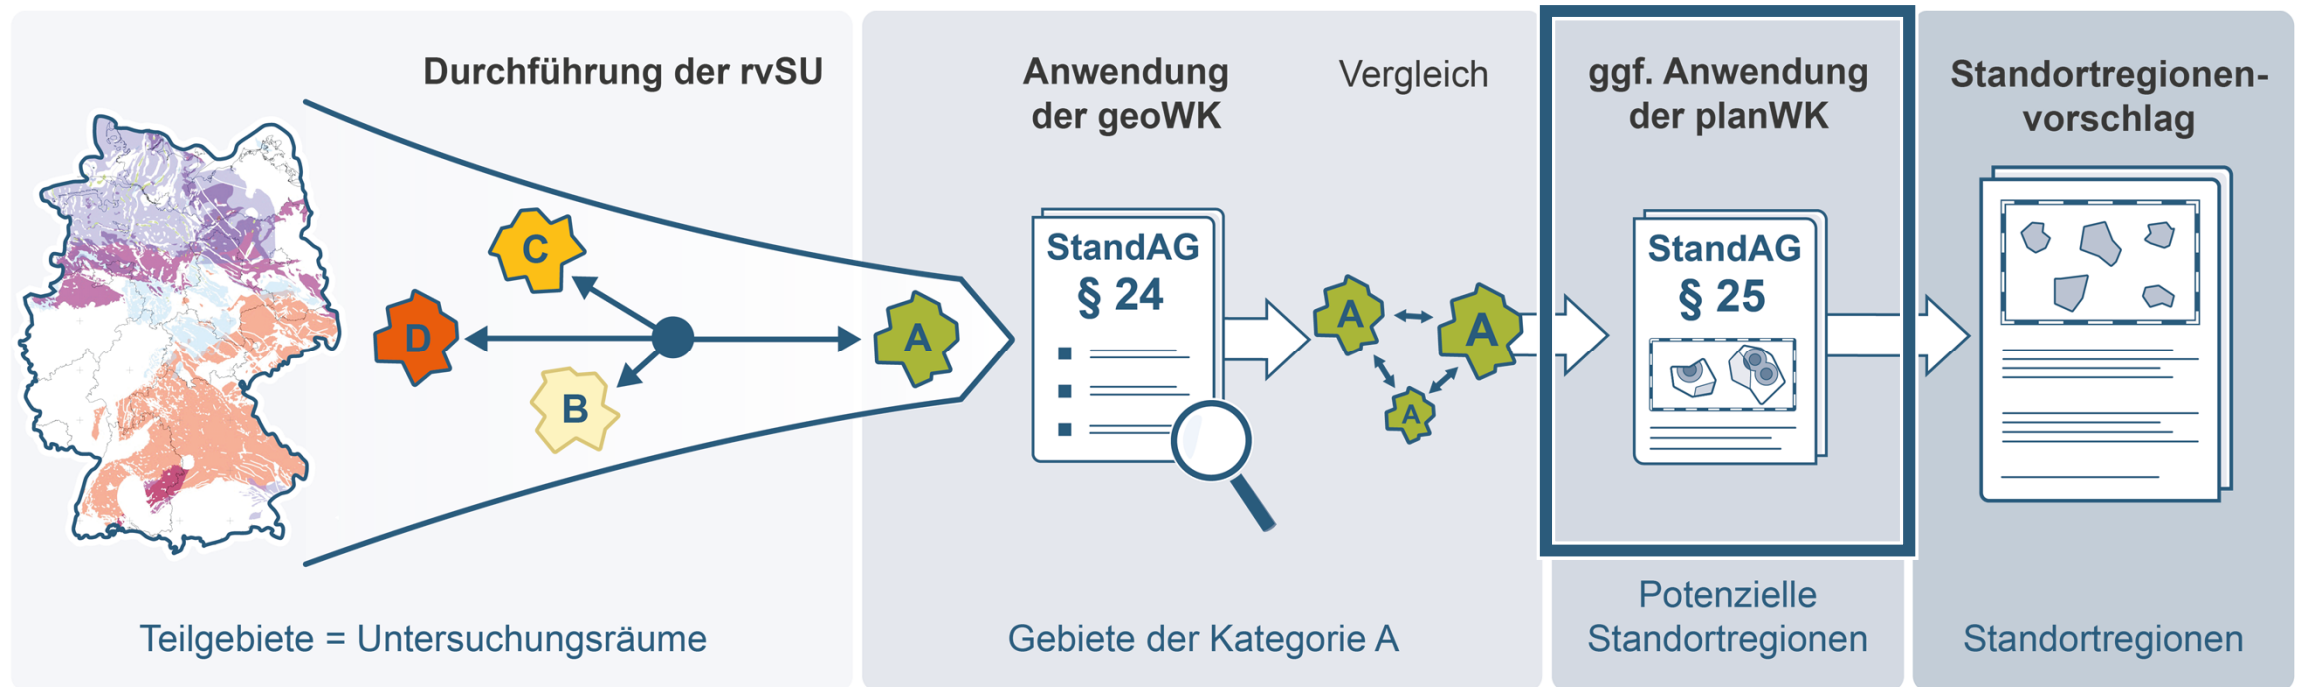 Durchführung der rvSU
C
D
B
A
Teilgebiete = Untersuchungsräume
Anwendung
der geoWK
Vergleich
StandAG
§ 24
A
A
A
Gebiete der Kategorie A
ggf. Anwendung
der planWK
StandAG
§ 25
Potenzielle
Standortregionen
Standortregionen-
vorschlag
Standortregionen